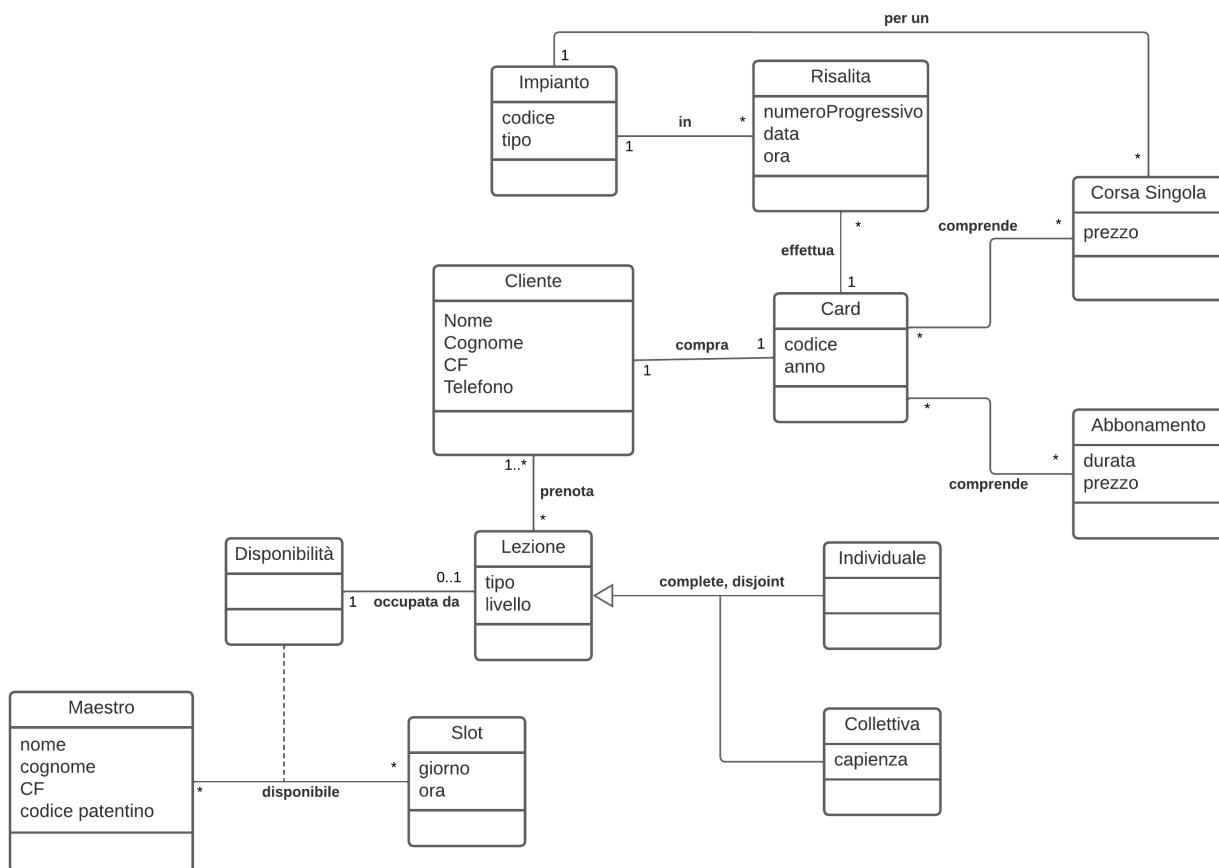 per un
1
Impianto
codice
tipo
Risalita
numeroProgressivo
data
ora
in
*
1
*
Corsa Singola
prezzo
*
effettua
1
comprende
*
Cliente
Nome
Cognome
CF
Telefono
compra
1
1
Card
codice
anno
*
*
Abbonamento
durata
prezzo
*
comprende
1..*
prenota
*
Disponibilità
Lezione
tipo
livello
0..1
1
occupata da
complete, disjoint
Individuale
Maestro
nome
cognome
CF
codice patentino
Slot
giorno
ora
*
*
disponibile
Collettiva
capienza